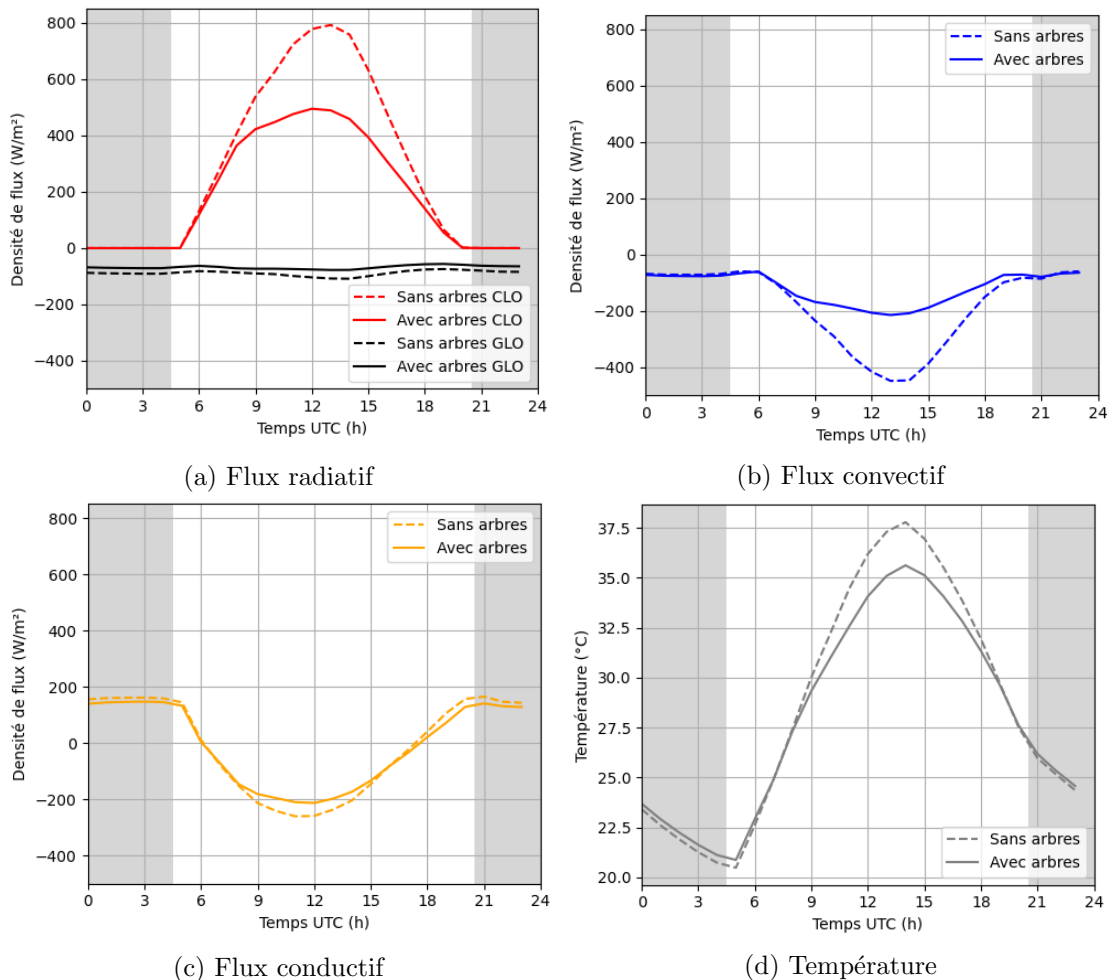 800
600
400
200
0
−200
−400
Densité de flux (W/m²)
0 3 6 9 12 15 18 21 24
Temps UTC (h)
Sans arbres CLO
Avec arbres CLO
Sans arbres GLO
Avec arbres GLO
(a) Flux radiatif
800
600
400
200
0
−200
−400
Densité de flux (W/m²)
0 3 6 9 12 15 18 21 24
Temps UTC (h)
Sans arbres
Avec arbres
(b) Flux convectif
800
600
400
200
0
−200
−400
Densité de flux (W/m²)
0 3 6 9 12 15 18 21 24
Temps UTC (h)
Sans arbres
Avec arbres
(c) Flux conductif
37.5
35.0
32.5
30.0
27.5
25.0
22.5
20.0
Température (°C)
0 3 6 9 12 15 18 21 24
Temps UTC (h)
Sans arbres
Avec arbres
(d) Température